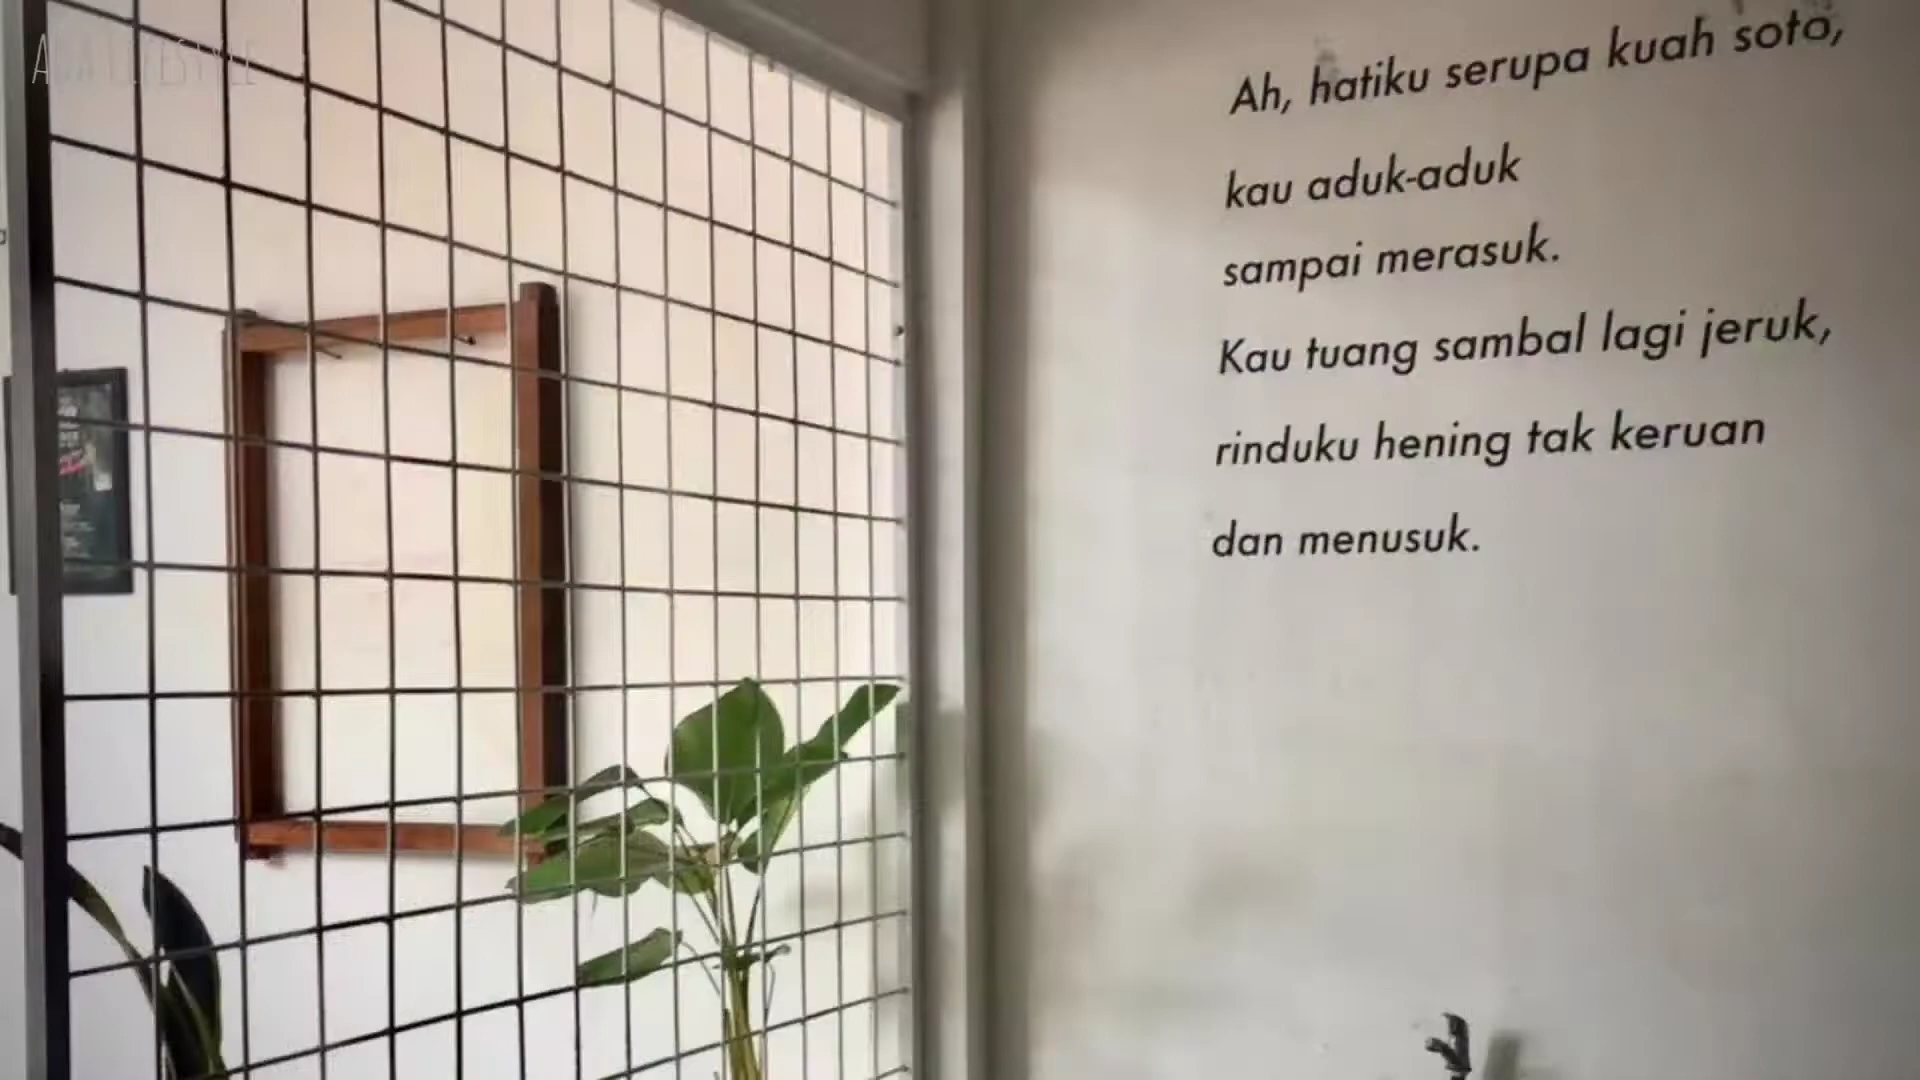 Ah, hatiku serupa kuah soto,
kau aduk-aduk
sampai merasuk.
Kau tuang sambal lagi jeruk,
rinduku hening tak keruan
dan menusuk.